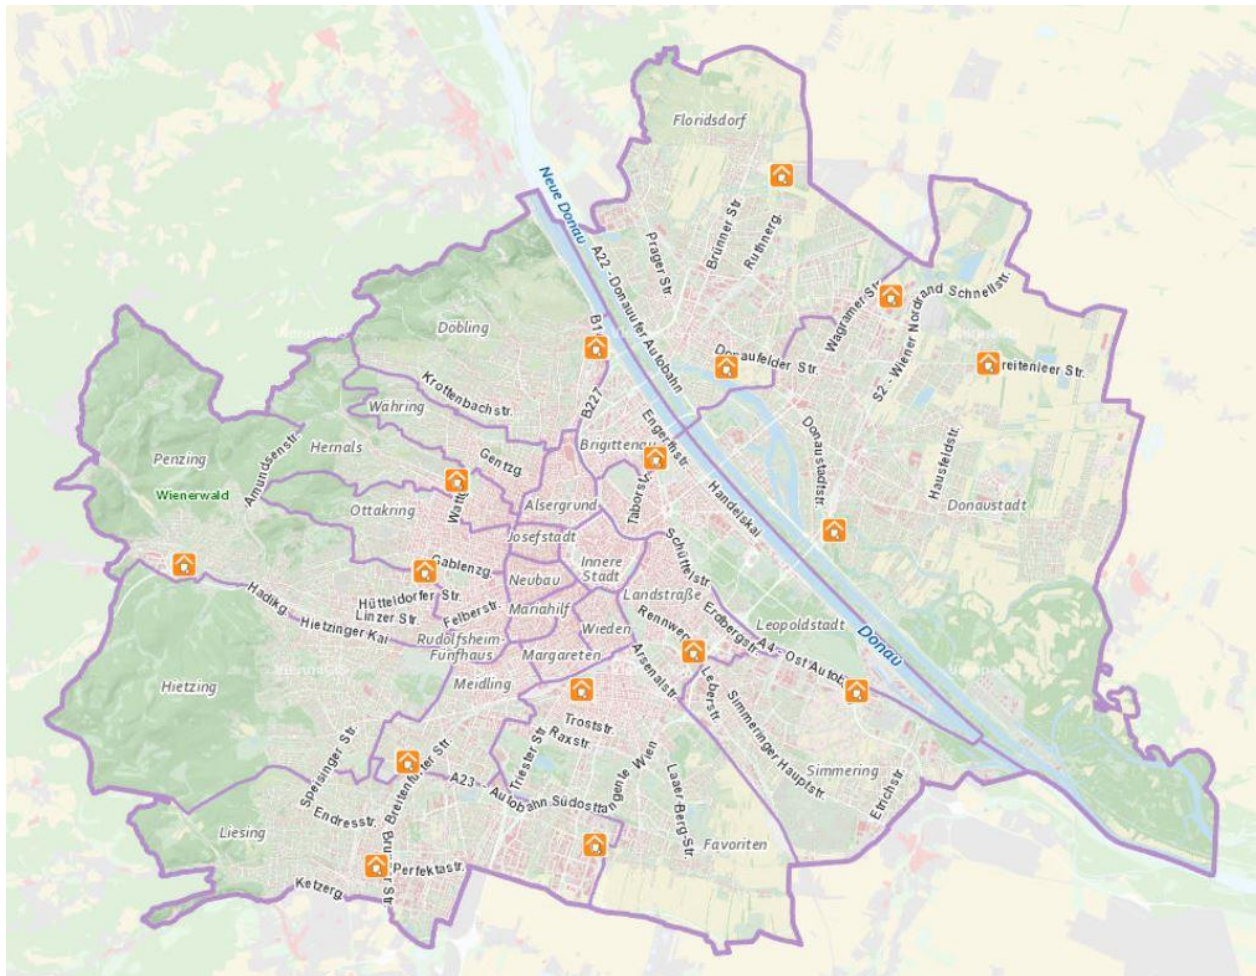 Floridsdorf
Neue Donau
Prager Str.
Brünner Str
Ruthnerg.
A22 - Donauufer Autobahn
Wagramer Str
S2 - Wiener Nordrand Schnellstr.
B227
Döbling
Donaufelder Str.
reitenleer Str.
Krottenbachstr.
Währing
Engerthstr.
Brigittenau
Hernals
Gentzg.
Amundsenstr.
Penzing
Donaustadtstr.
Hausfeldstr.
Wienerwald
Taborstr.
Handelskai
Donaustadt
Ottakring
Alsergrund
Josefstadt
Schüttelstr.
Innere
Stadt
Gablenzg.
Neubau
Hadikg
Hütteldorfer Str.
Linzer Str.
Felberstr.
Mariahilf
Landstraße
Hietzinger Kai
Rennweg
Erdbergstr.
Leopoldstadt
Wieden
Rudolfsheim-
Fünfhaus
Margareten
Arsenalstr.
A4 - Ost Autob
Donau
Hietzing
Meidling
Leberstr.
Simmeringer Hauptstr.
Troststr.
Raxstr.
Speisinger Str.
Breitenfurter Str.
Triester Str
A23 - Autobahn Südosttangente Wien
Laaer-Berg-Str.
Simmering
Etrichstr
Endresstr.
Liesing
Favoriten
Perfektastr.
Ketzerg.